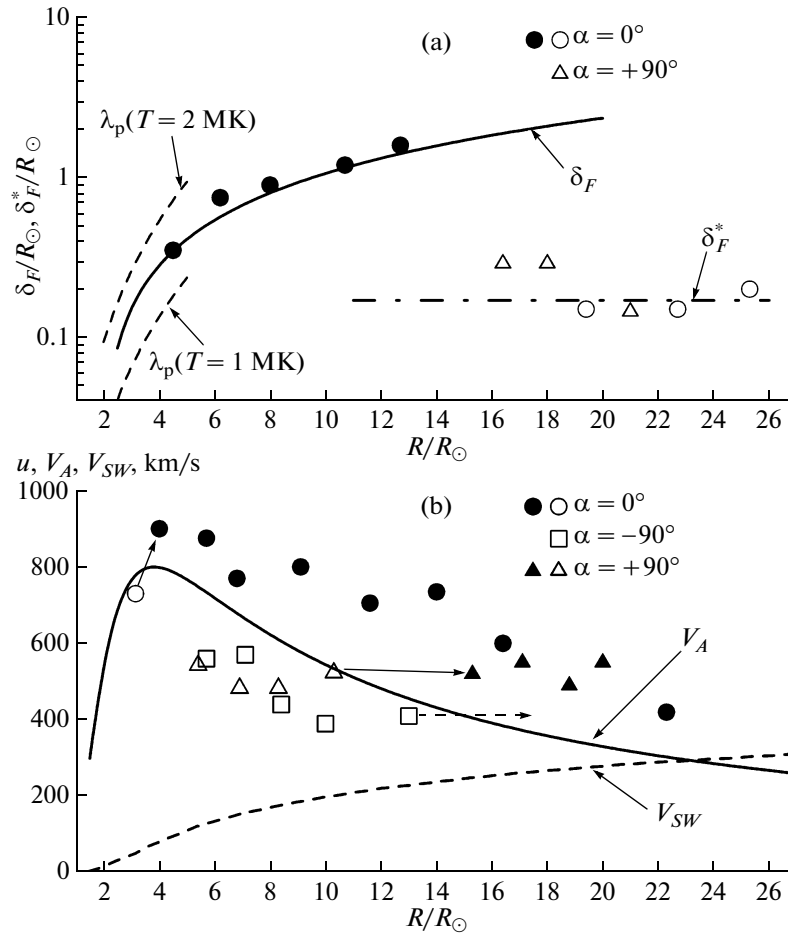 10
(a)
● ○ α = 0°
△ α = +90°
λp(T = 2 MK)
δF/R⊙, δ*F/R⊙
1
δF
δ*F
0.1
λp(T = 1 MK)
2 4 6 8 10 12 14 16 18 20 22 24 26
R/R⊙
u, VA, VSW, km/s
1000
(b)
● ○ α = 0°
□ α = −90°
▲ △ α = +90°
800
600
VA
400
200
VSW
0
2 4 6 8 10 12 14 16 18 20 22 24 26
R/R⊙